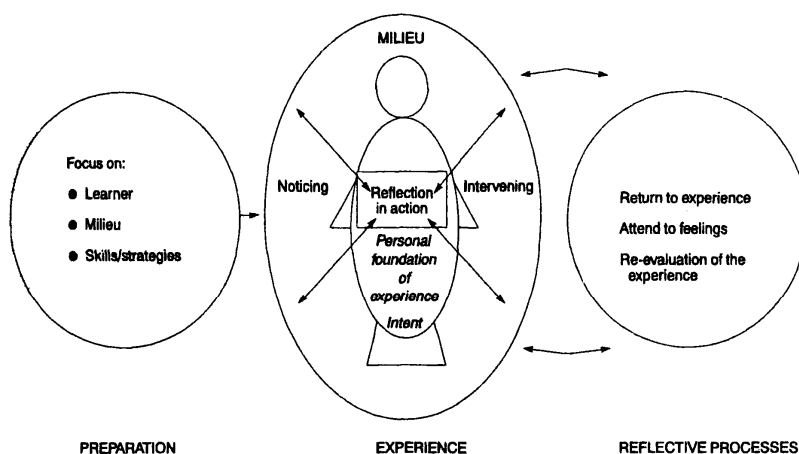 MILIEU
Focus on:
● Learner
● Milieu
● Skills/strategies
Noticing
Reflection
in action
Intervening
Personal
foundation
of
experience
Intent
Return to experience
Attend to feelings
Re-evaluation of the
experience
PREPARATION
EXPERIENCE
REFLECTIVE PROCESSES